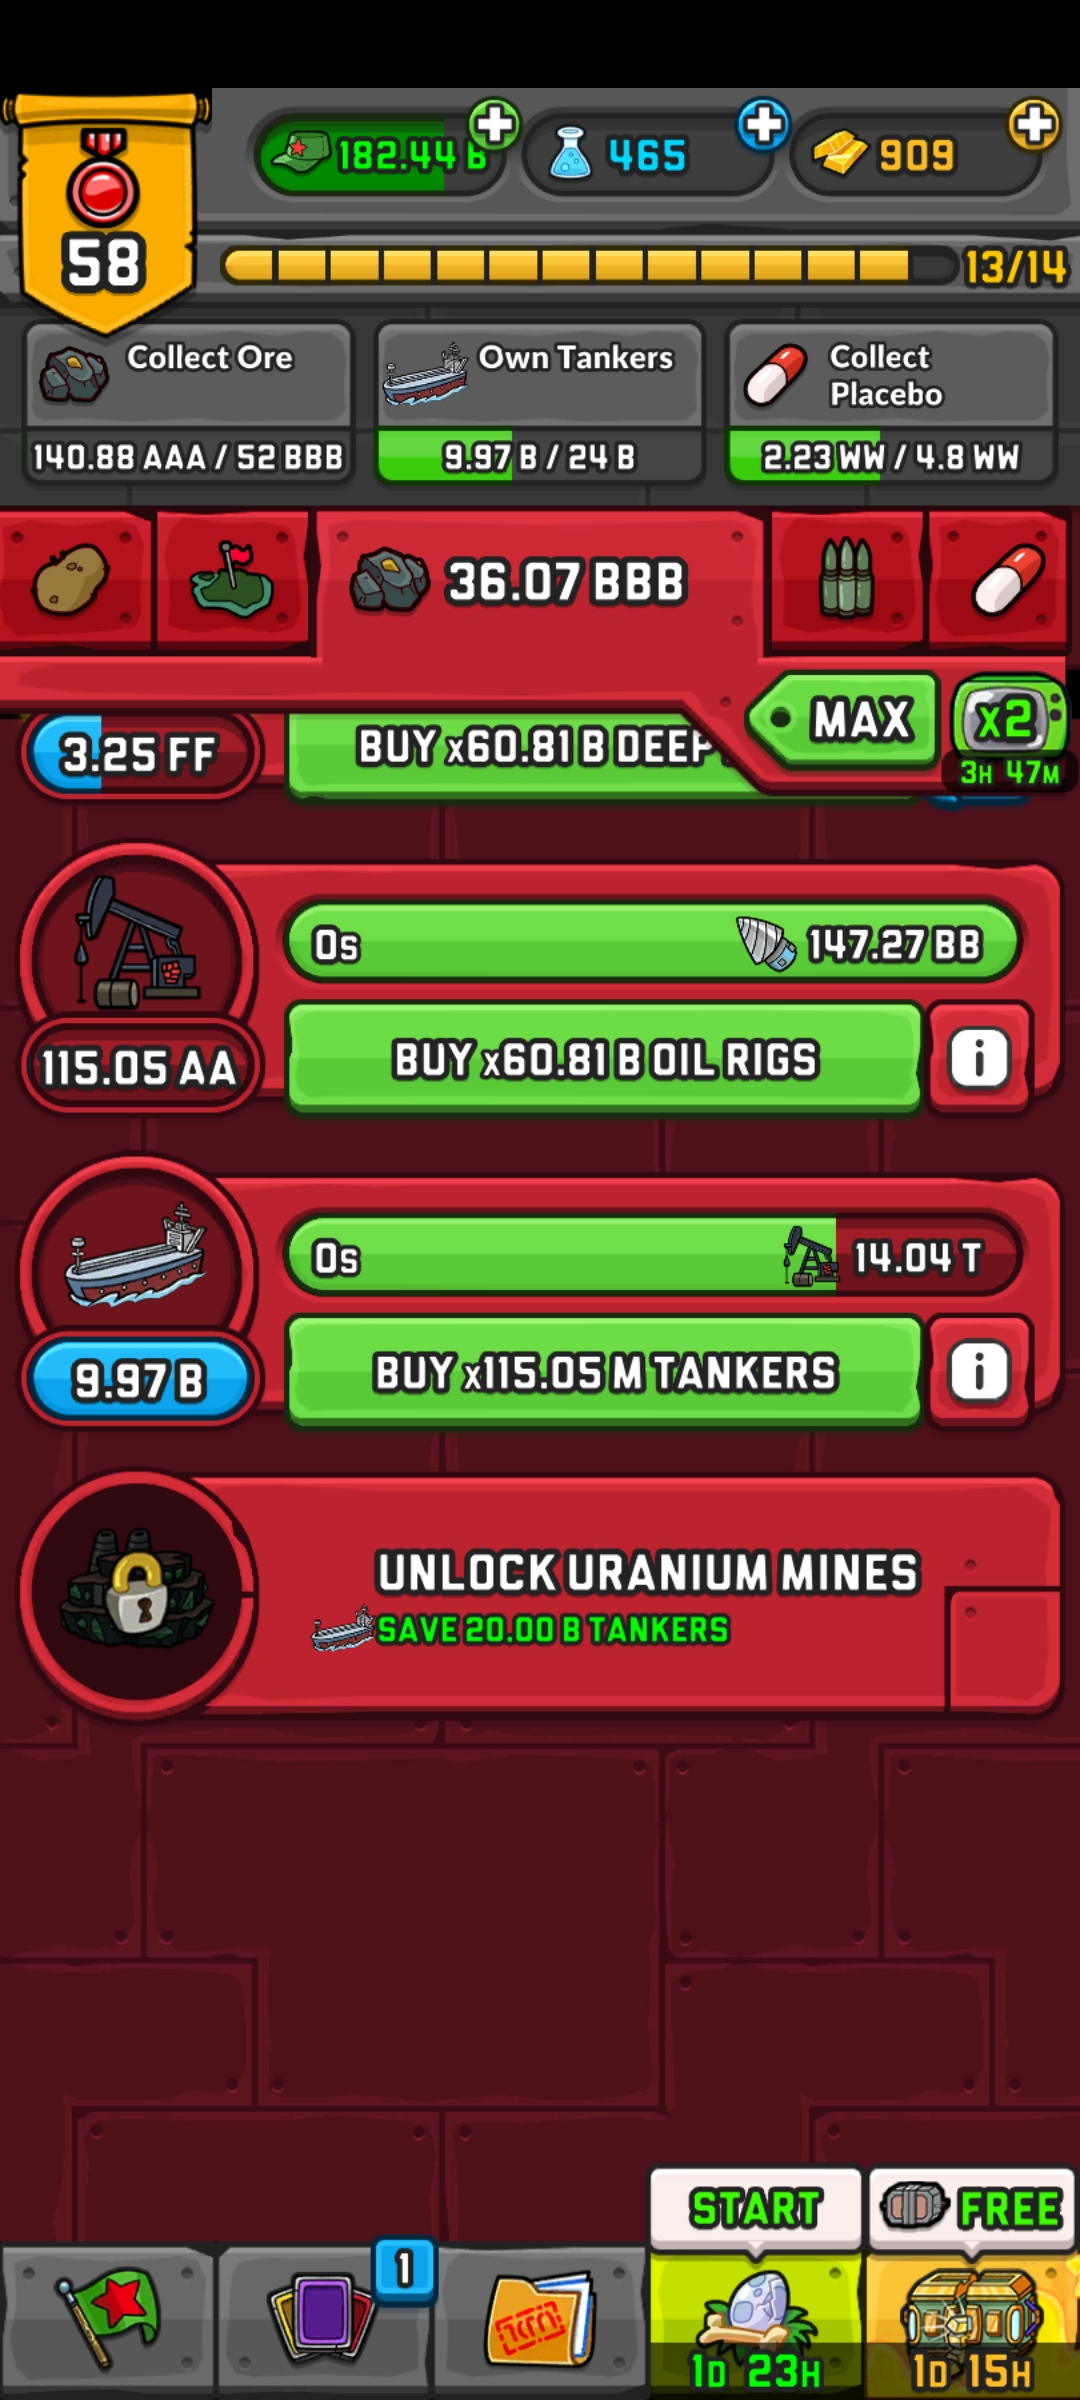 58
182.44 B
465
909
13/14
Collect Ore
140.88 AAA / 52 BBB
Own Tankers
9.97 B / 24 B
Collect
Placebo
2.23 WW / 4.8 WW
36.07 BBB
MAX
x2
3H 47M
3.25 FF
BUY x60.81 B DEEP
0s
147.27 BB
115.05 AA
BUY x60.81 B OIL RIGS
i
0s
14.04 T
9.97 B
BUY x115.05 M TANKERS
i
UNLOCK URANIUM MINES
SAVE 20.00 B TANKERS
START
FREE
1
1D 23H
1D 15H